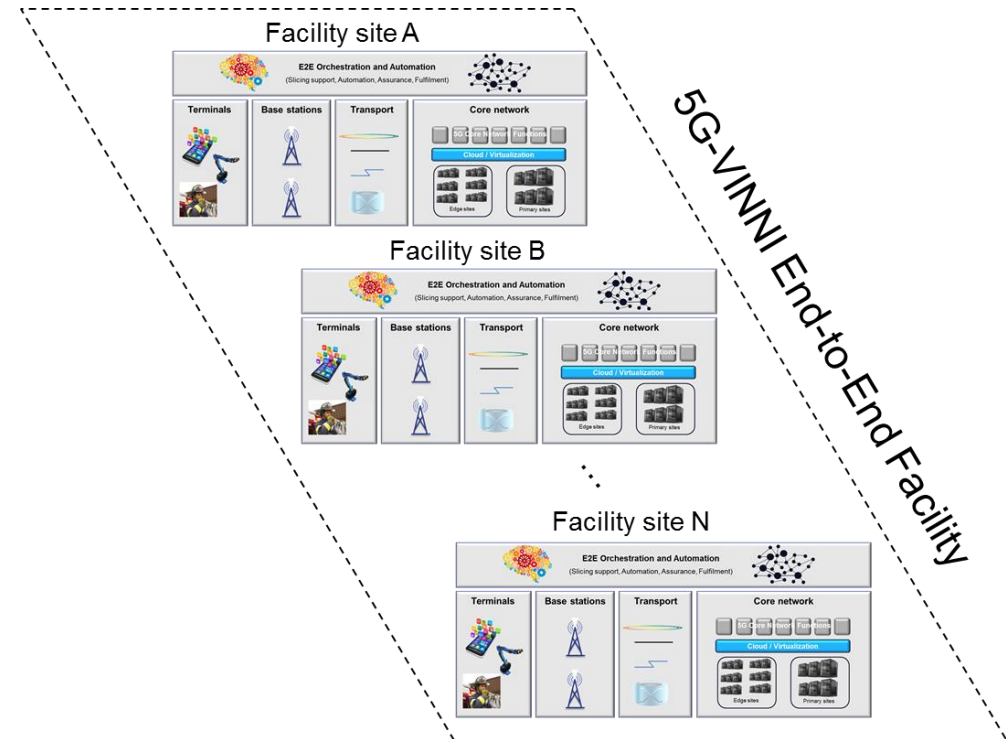 Facility site A
E2E Orchestration and Automation
(Slicing support, Automation, Assurance, Fulfilment)
Terminals
Base stations
Transport
Core network
5G Core Network Functions
Cloud / Virtualization
Edge sites
Primary sites
Facility site B
E2E Orchestration and Automation
(Slicing support, Automation, Assurance, Fulfilment)
Terminals
Base stations
Transport
Core network
5G Core Network Functions
Cloud / Virtualization
Edge sites
Primary sites
...
Facility site N
E2E Orchestration and Automation
(Slicing support, Automation, Assurance, Fulfilment)
Terminals
Base stations
Transport
Core network
5G Core Network Functions
Cloud / Virtualization
Edge sites
Primary sites
5G-VINNI End-to-End Facility